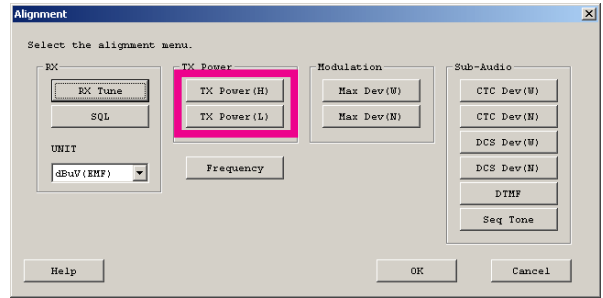 Alignment
Select the alignment menu.
RX
RX Tune
SQL
UNIT
dBuV(EMF)
TX Power
TX Power(H)
TX Power(L)
Frequency
Modulation
Max Dev(W)
Max Dev(N)
Sub-Audio
CTC Dev(W)
CTC Dev(N)
DCS Dev(W)
DCS Dev(N)
DTMF
Seq Tone
Help
OK
Cancel